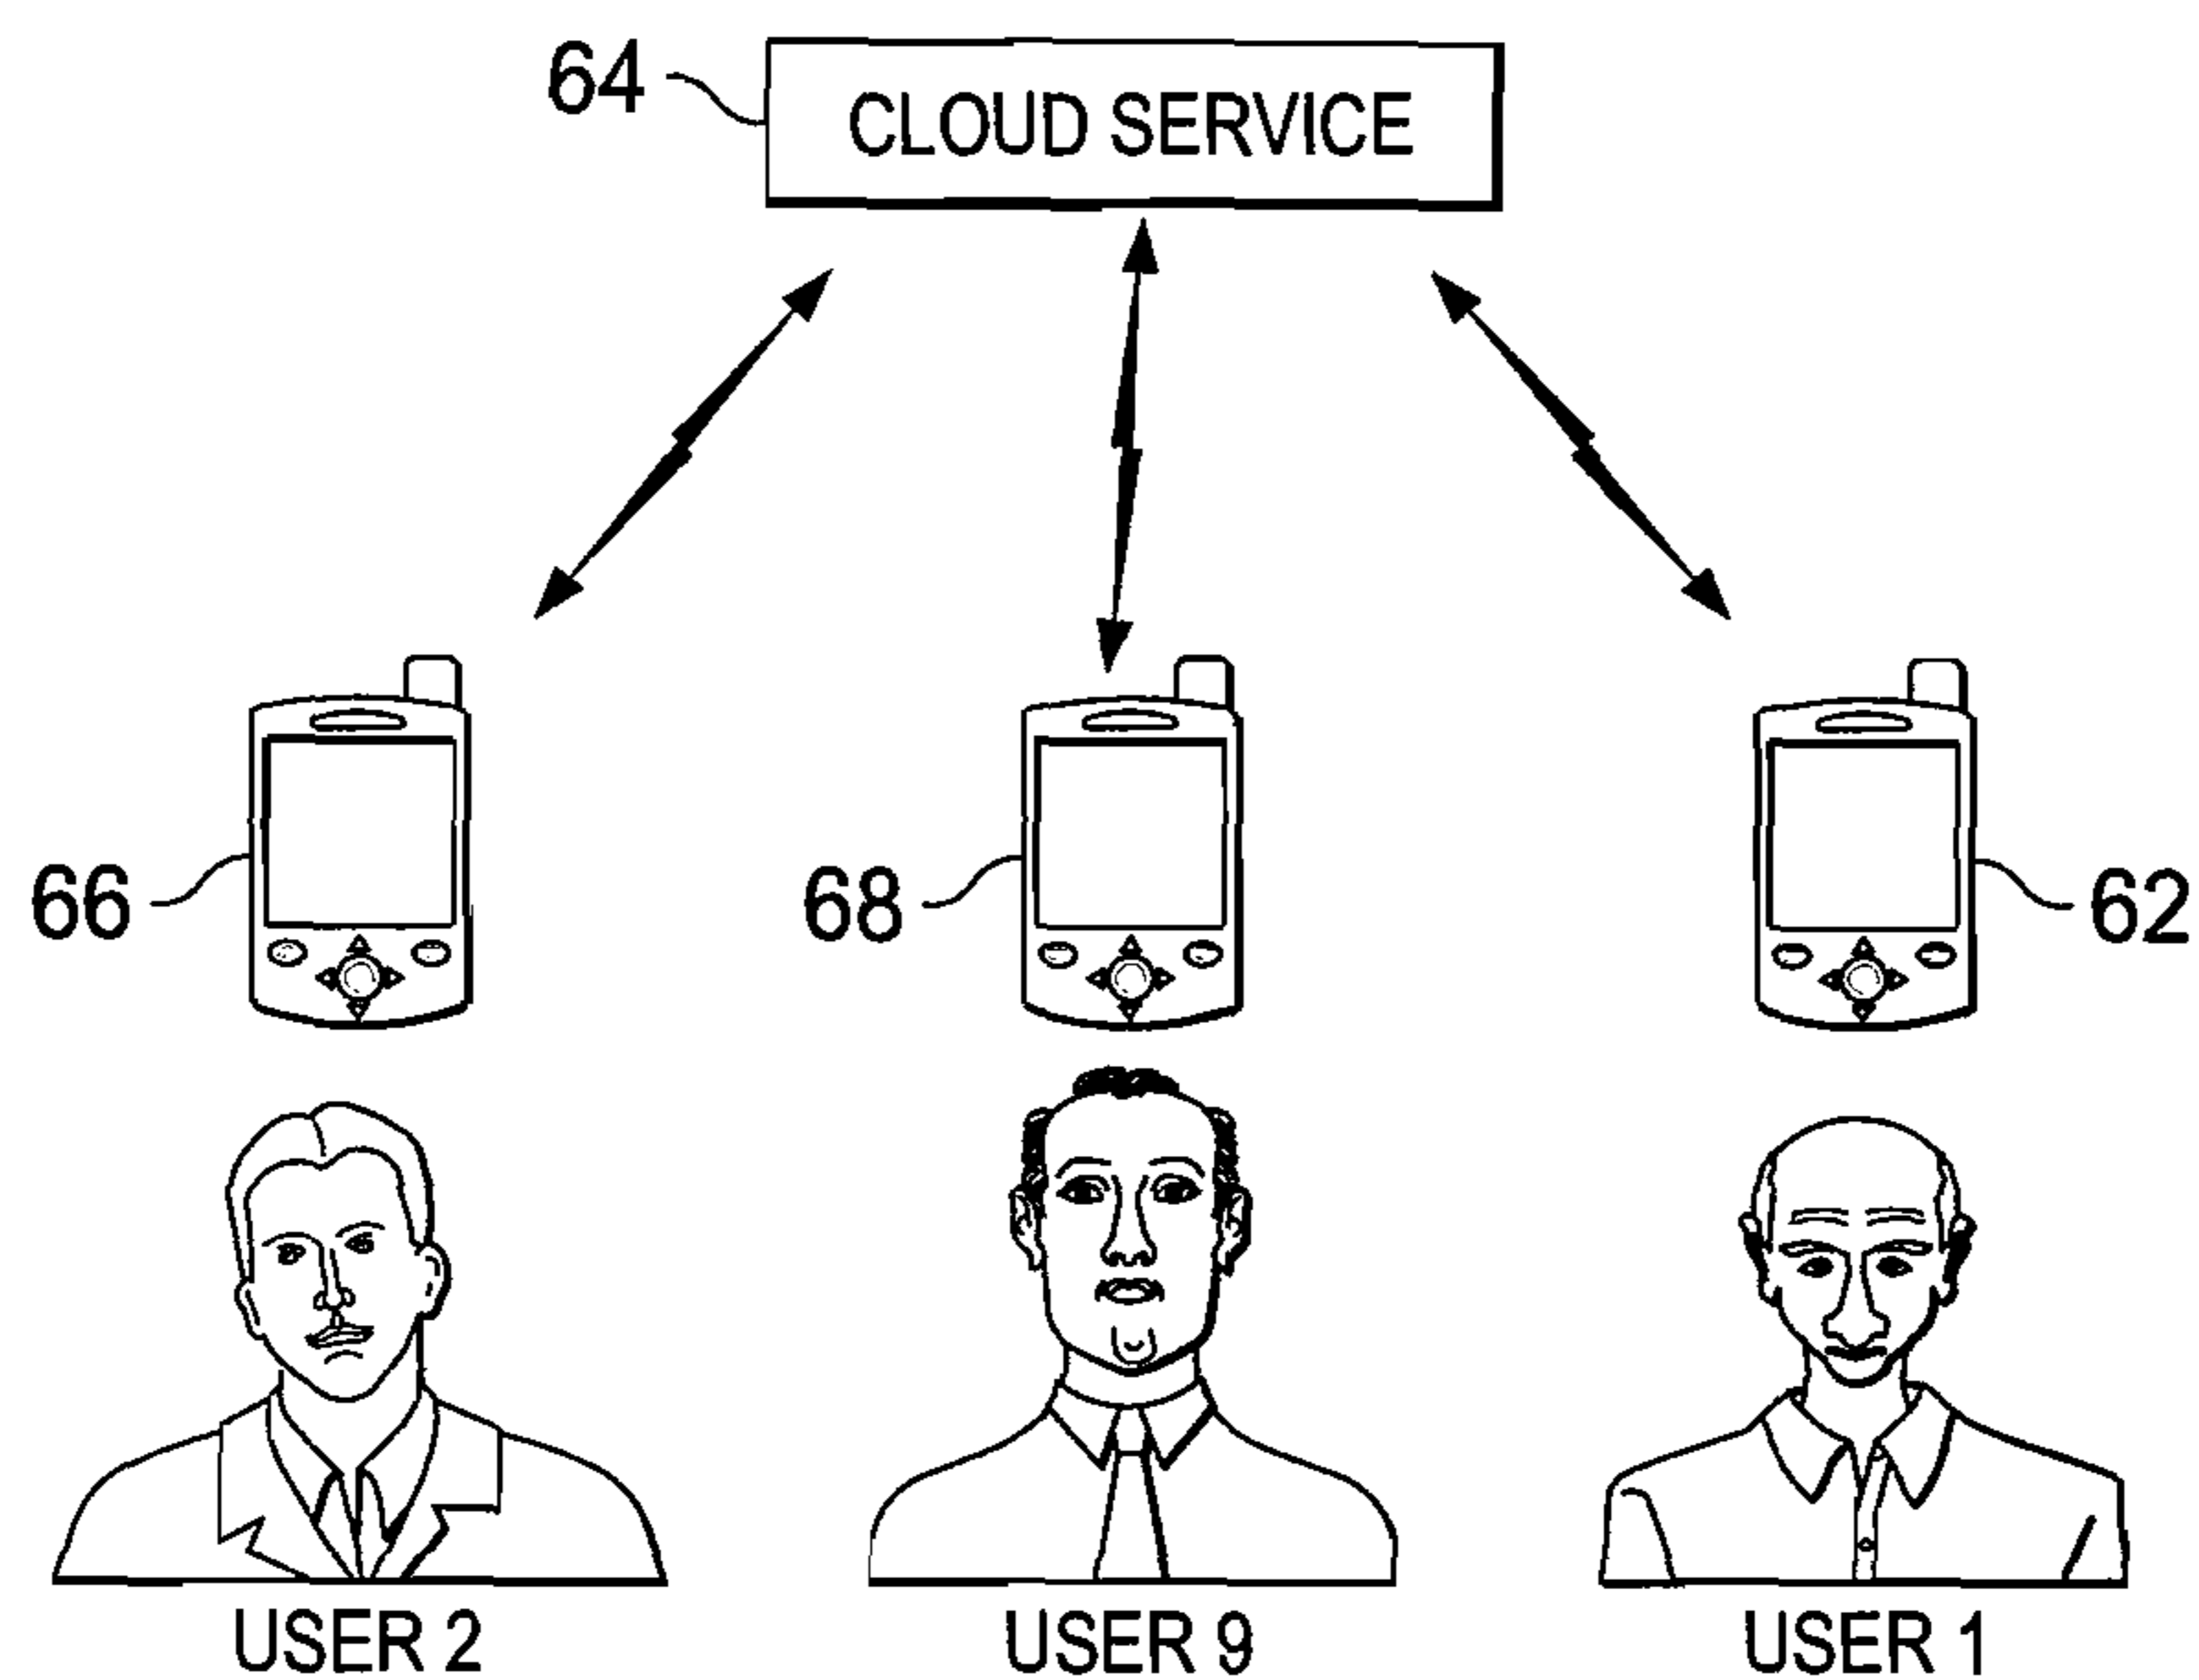 64
CLOUD SERVICE
66
68
62
USER 2
USER 9
USER 1